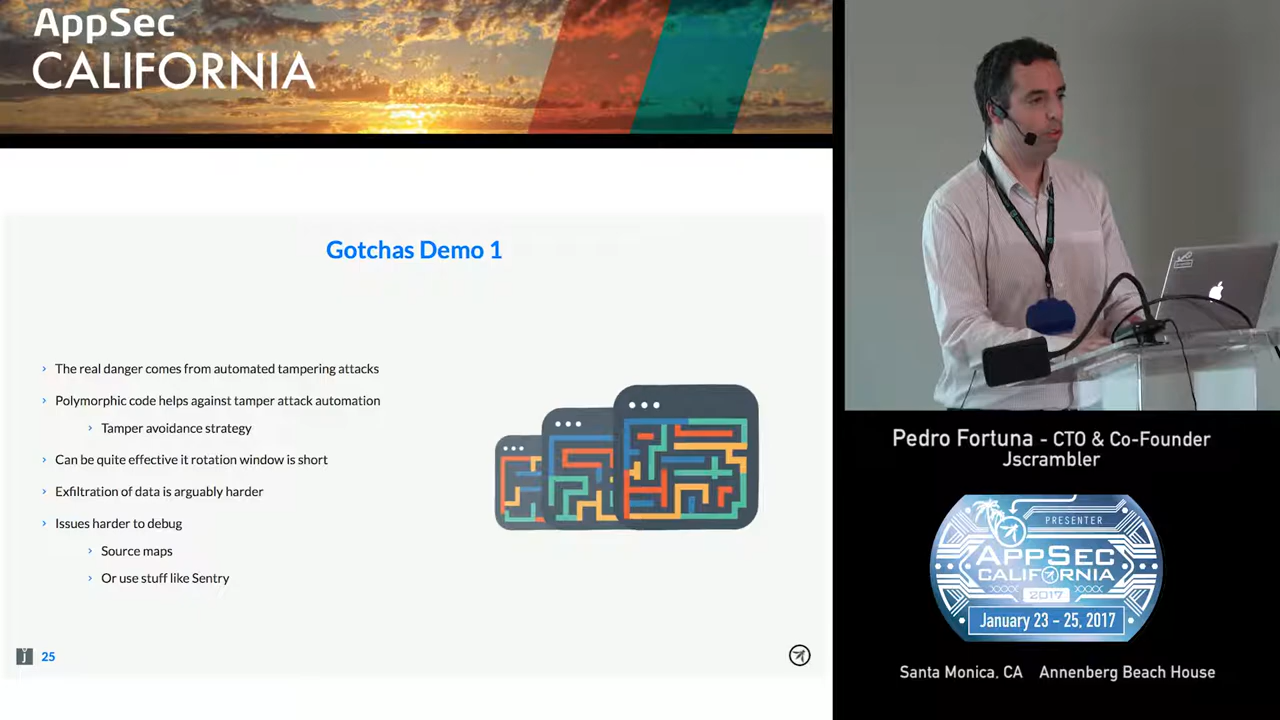 AppSec
CALIFORNIA
Gotchas Demo 1
The real danger comes from automated tampering attacks
Polymorphic code helps against tamper attack automation
Tamper avoidance strategy
Can be quite effective it rotation window is short
Exfiltration of data is arguably harder
Issues harder to debug
Source maps
Or use stuff like Sentry
25
Pedro Fortuna - CTO & Co-Founder
Jscrambler
PRESENTER
APPSEC
CALIFORNIA
2017
January 23 - 25, 2017
Santa Monica, CA Annenberg Beach House